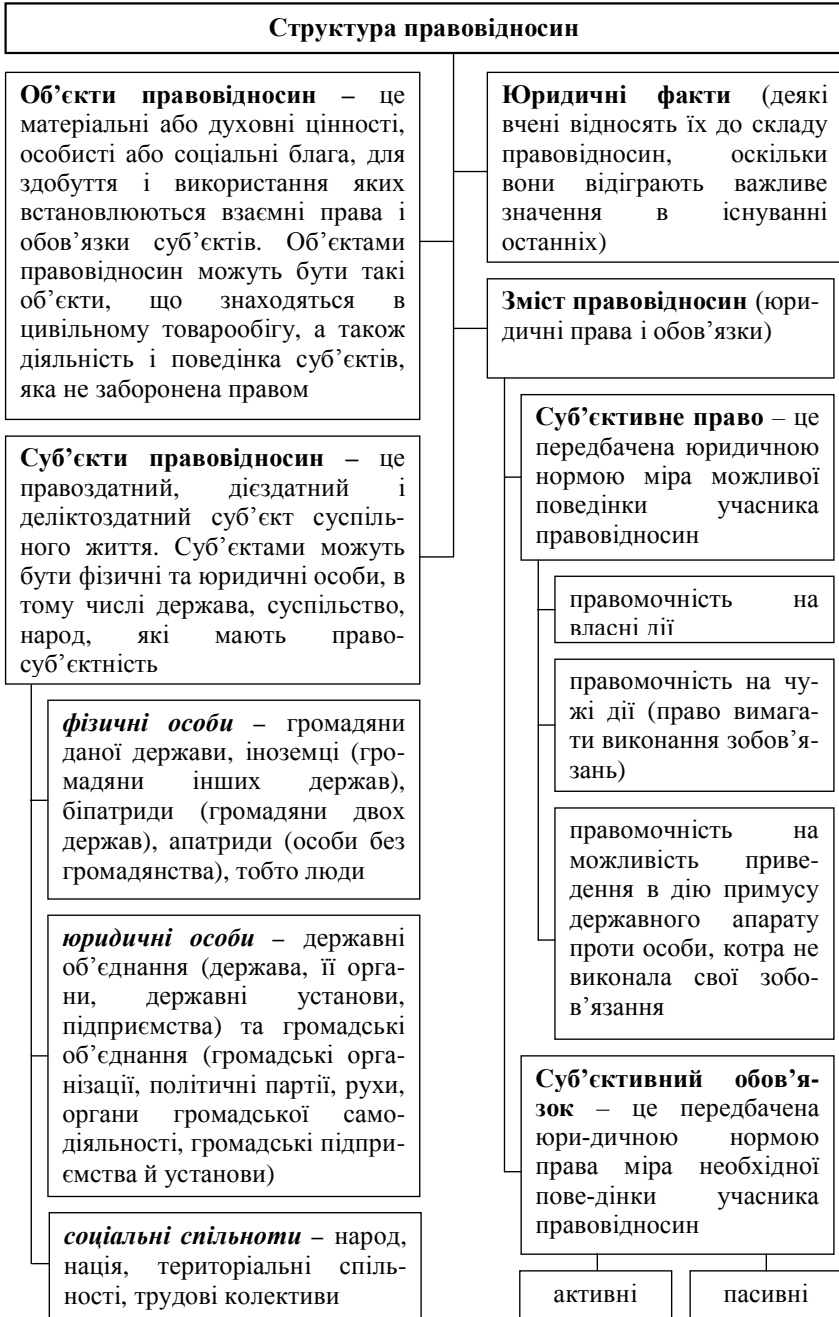 Структура правовідносин
Об’єкти правовідносин – це
матеріальні або духовні цінності,
особисті або соціальні блага, для
здобуття і використання яких
встановлюються взаємні права і
обов’язки суб’єктів. Об’єктами
правовідносин можуть бути такі
об’єкти, що знаходяться в
цивільному товарообігу, а також
діяльність і поведінка суб’єктів,
яка не заборонена правом
Суб’єкти правовідносин – це
правоздатний, дієздатний і
деліктоздатний суб’єкт суспіль-
ного життя. Суб’єктами можуть
бути фізичні та юридичні особи, в
тому числі держава, суспільство,
народ, які мають право-
суб’єктність
фізичні особи – громадяни
даної держави, іноземці (гро-
мадяни інших держав),
біпатриди (громадяни двох
держав), апатриди (особи без
громадянства), тобто люди
юридичні особи – державні
об’єднання (держава, її орга-
ни, державні установи,
підприємства) та громадські
об’єднання (громадські орга-
нізації, політичні партії, рухи,
органи громадської само-
діяльності, громадські підпри-
ємства й установи)
соціальні спільноти – народ,
нація, територіальні спіль-
ності, трудові колективи
Юридичні факти (деякі
вчені відносять їх до складу
правовідносин, оскільки
вони відіграють важливе
значення в існуванні
останніх)
Зміст правовідносин (юри-
дичні права і обов’язки)
Суб’єктивне право – це
передбачена юридичною
нормою міра можливої
поведінки учасника
правовідносин
правомочність на
власні дії
правомочність на чу-
жі дії (право вимага-
ти виконання зобов’я-
зань)
правомочність на
можливість приве-
дення в дію примусу
державного апарату
проти особи, котра не
виконала свої зобо-
в’язання
Суб’єктивний обов’я-
зок – це передбачена
юри-дичною нормою
права міра необхідної
пове-дінки учасника
правовідносин
активні
пасивні